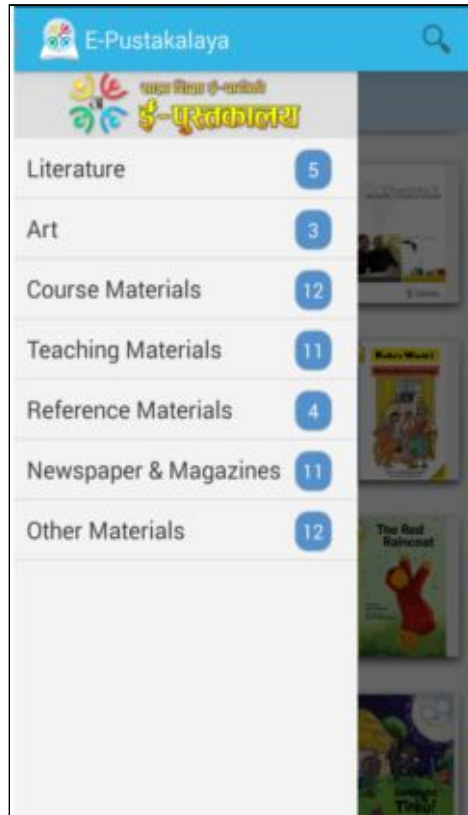 E-Pustakalaya
साझा शिक्षा ई-पाटी
ई-पुस्तकालय
Literature 5
Art 3
Course Materials 12
Teaching Materials 11
Reference Materials 4
Newspaper & Magazines 11
Other Materials 12
The Red
Raincoat
Tinku!